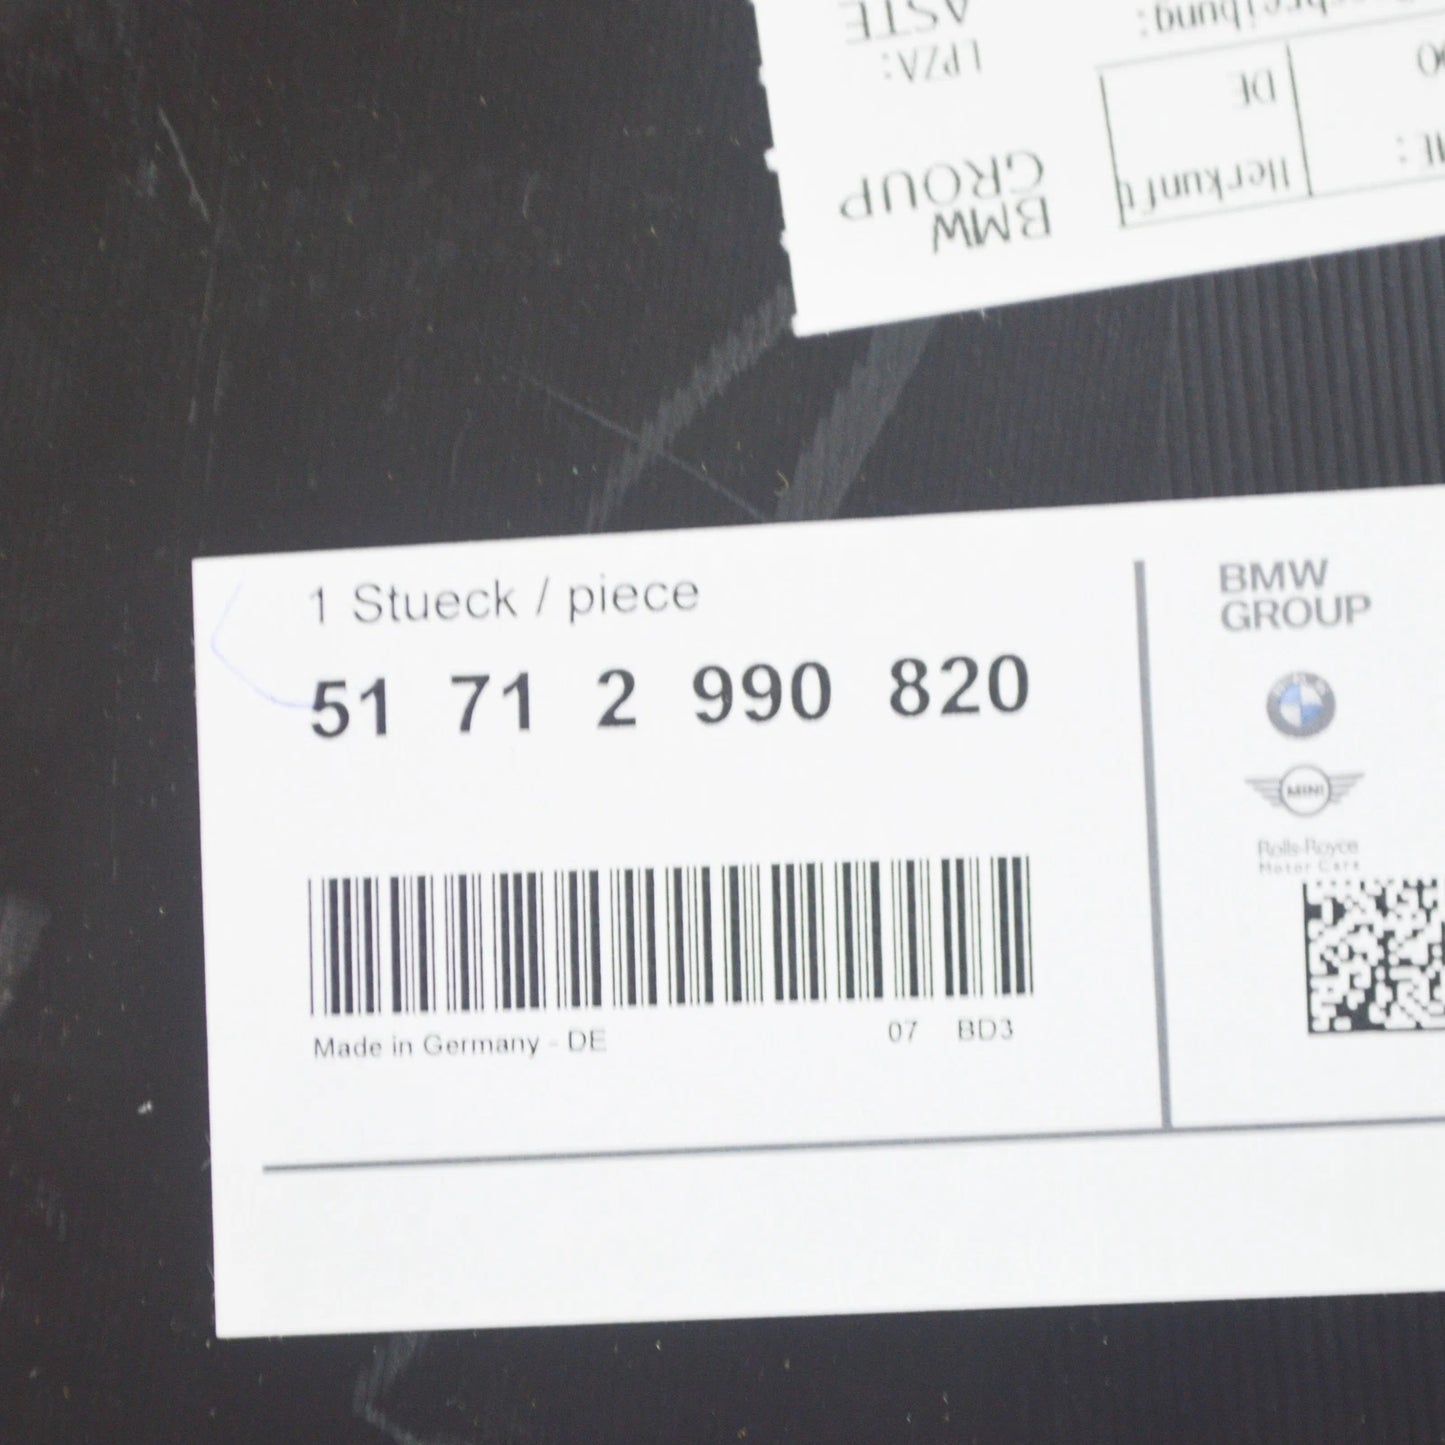 BMW
GROUP
Herkunft
DE
LPZA:
ASTE
1 Stueck / piece
51 71 2 990 820
Made in Germany - DE
07 BD3
BMW
GROUP
MINI
Rolls-Royce
Motor Cars